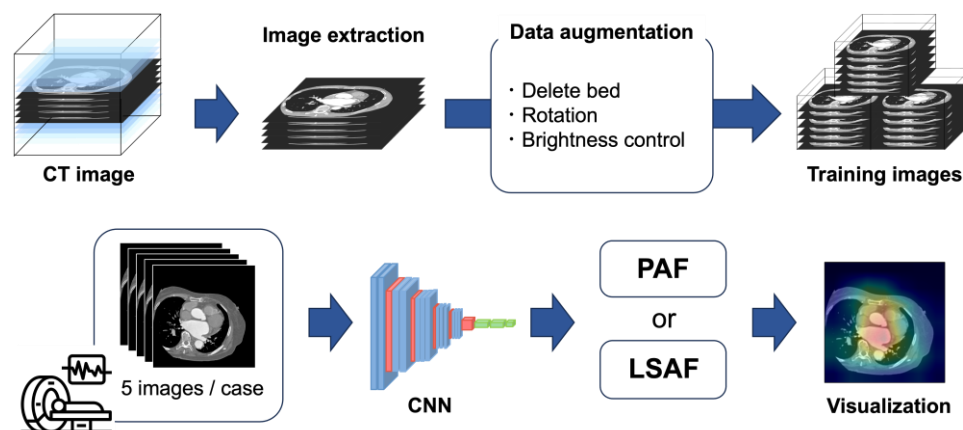 Image extraction
Data augmentation
・Delete bed
・Rotation
・Brightness control
CT image
Training images
5 images / case
CNN
PAF
or
LSAF
Visualization